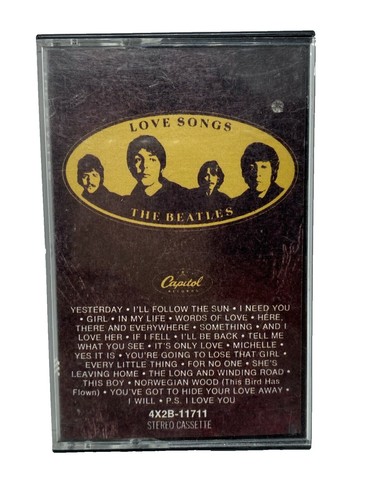 LOVE SONGS
THE BEATLES
Capitol
RECORDS
YESTERDAY • I'LL FOLLOW THE SUN • I NEED YOU
• GIRL • IN MY LIFE • WORDS OF LOVE • HERE,
THERE AND EVERYWHERE • SOMETHING • AND I
LOVE HER • IF I FELL • I'LL BE BACK • TELL ME
WHAT YOU SEE • IT'S ONLY LOVE • MICHELLE •
YES IT IS • YOU'RE GOING TO LOSE THAT GIRL •
EVERY LITTLE THING • FOR NO ONE • SHE'S
LEAVING HOME • THE LONG AND WINDING ROAD •
THIS BOY • NORWEGIAN WOOD (This Bird Has
Flown) • YOU'VE GOT TO HIDE YOUR LOVE AWAY •
I WILL • P.S. I LOVE YOU
4X2B-11711
STEREO CASSETTE